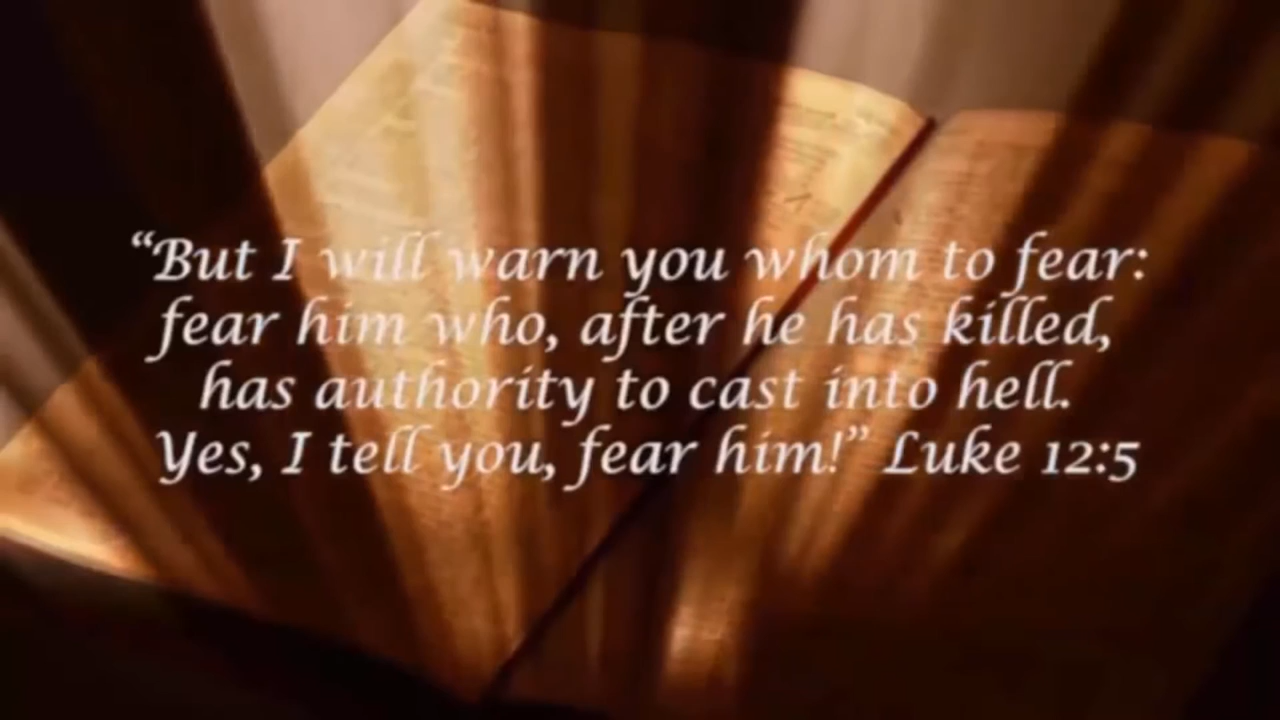 “But I will warn you whom to fear:
fear him who, after he has killed,
has authority to cast into hell.
Yes, I tell you, fear him!” Luke 12:5